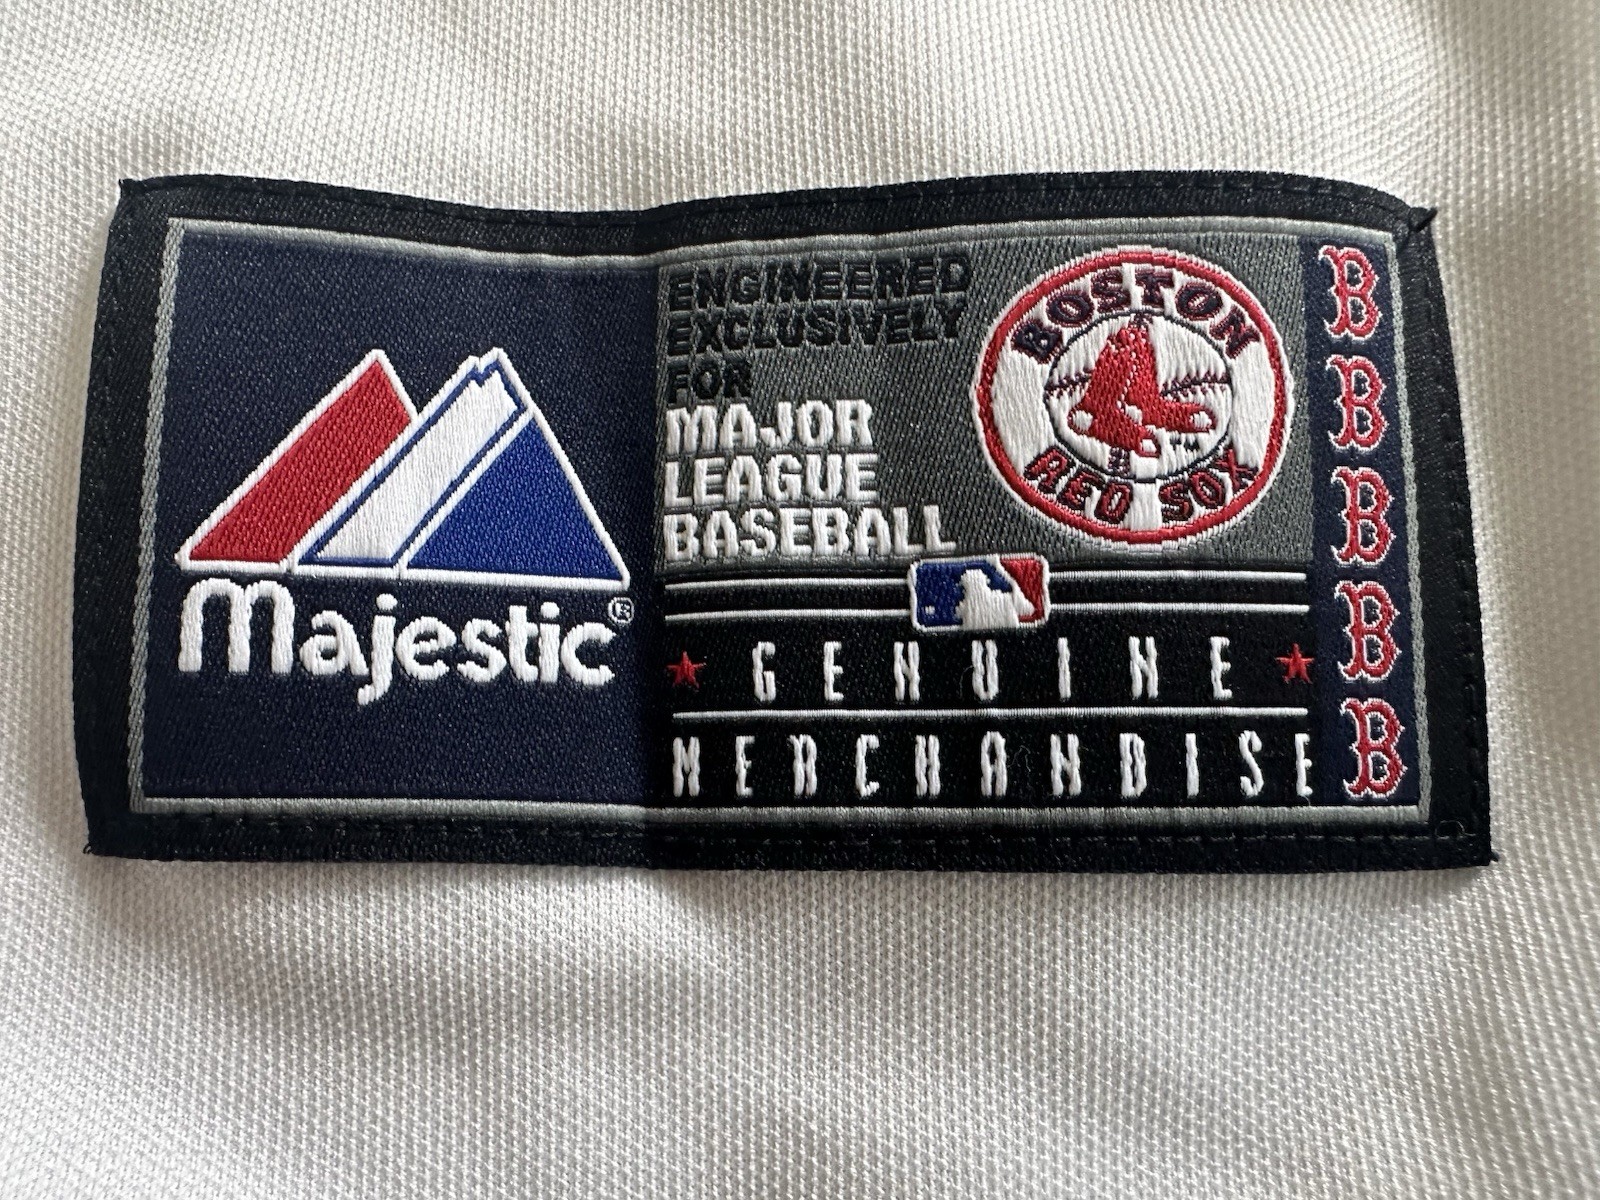 Majestic®
ENGINEERED
EXCLUSIVELY
FOR
MAJOR
LEAGUE
BASEBALL
BOSTON
RED SOX
GENUINE
MERCHANDISE
B
B
B
B
B